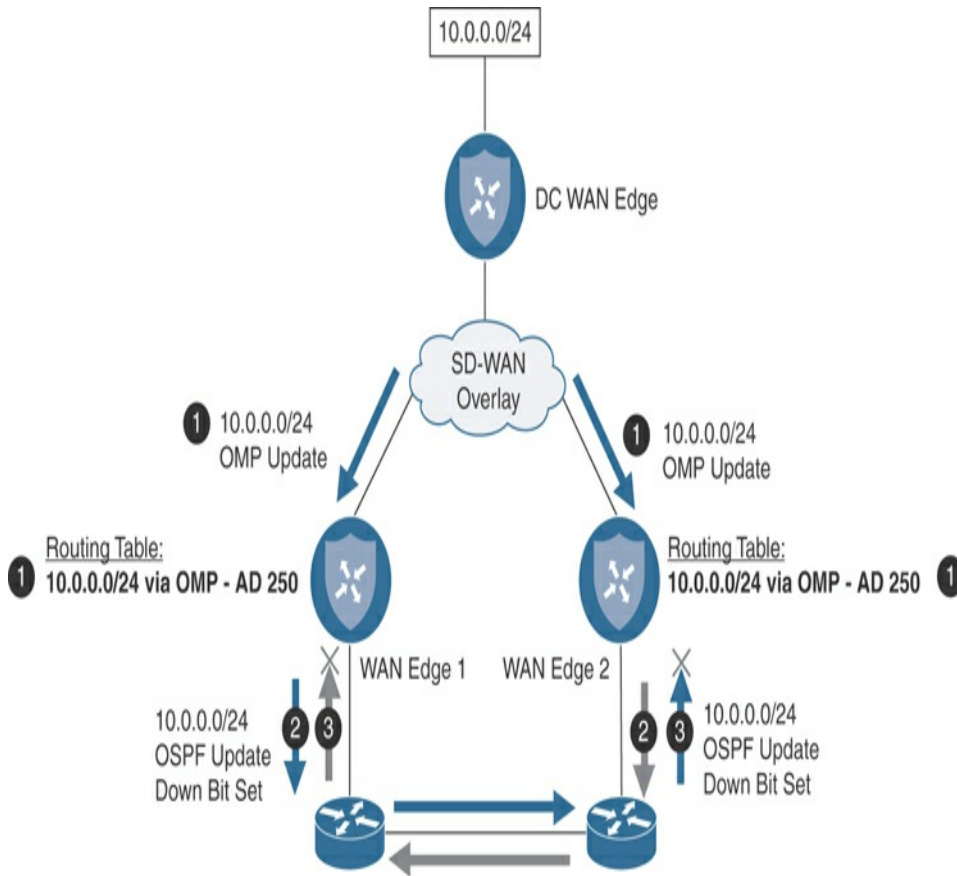 10.0.0.0/24
DC WAN Edge
SD-WAN
Overlay
1 10.0.0.0/24
OMP Update
1 10.0.0.0/24
OMP Update
1 Routing Table:
10.0.0.0/24 via OMP - AD 250
Routing Table:
10.0.0.0/24 via OMP - AD 250 1
WAN Edge 1
WAN Edge 2
10.0.0.0/24
OSPF Update
Down Bit Set
2
3
2
3
10.0.0.0/24
OSPF Update
Down Bit Set